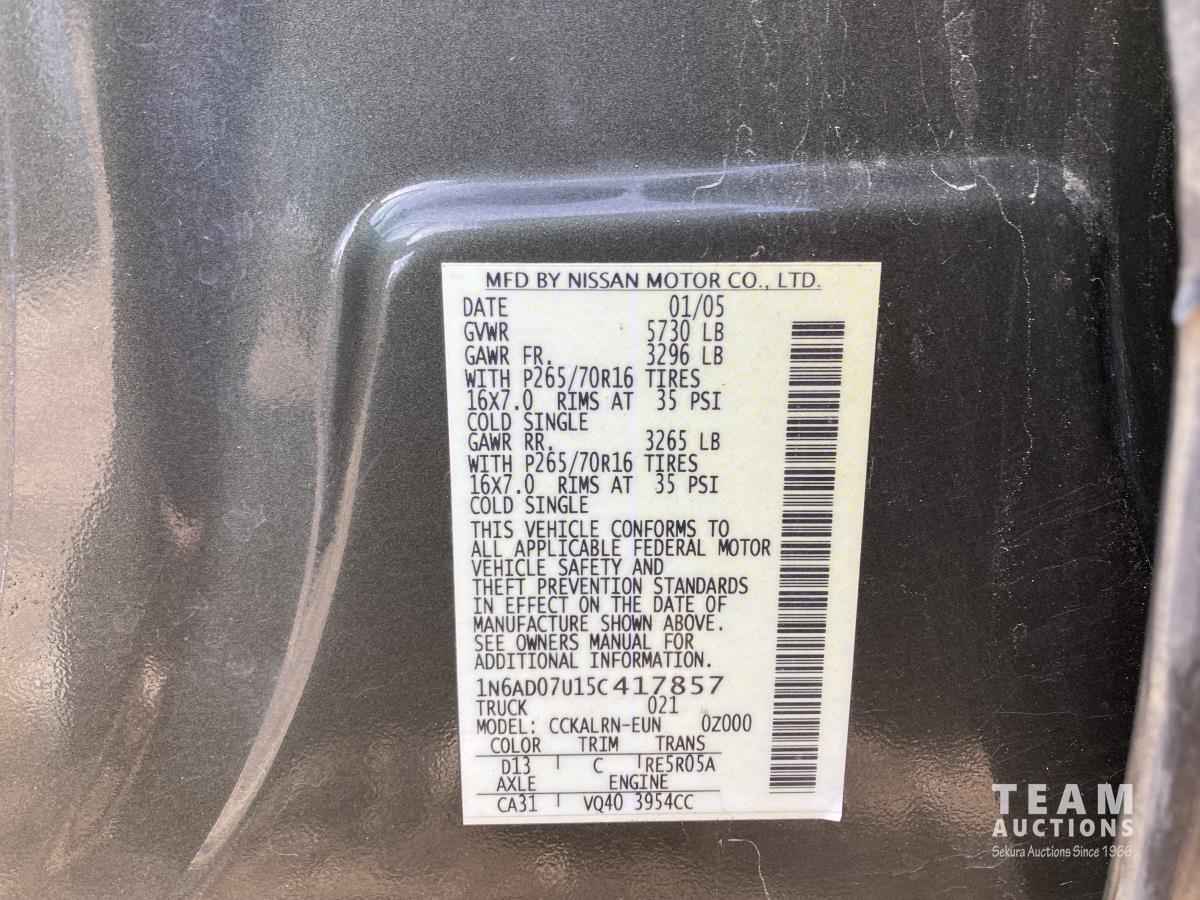 MFD BY NISSAN MOTOR CO., LTD.
DATE 01/05
GVWR 5730 LB
GAWR FR. 3296 LB
WITH P265/70R16 TIRES
16X7.0 RIMS AT 35 PSI
COLD SINGLE
GAWR RR. 3265 LB
WITH P265/70R16 TIRES
16X7.0 RIMS AT 35 PSI
COLD SINGLE
THIS VEHICLE CONFORMS TO
ALL APPLICABLE FEDERAL MOTOR
VEHICLE SAFETY AND
THEFT PREVENTION STANDARDS
IN EFFECT ON THE DATE OF
MANUFACTURE SHOWN ABOVE.
SEE OWNERS MANUAL FOR
ADDITIONAL INFORMATION.
1N6AD07U15C417857
TRUCK 021
MODEL: CCKALRN-EUN 0Z000
COLOR TRIM TRANS
D13 C RE5R05A
AXLE ENGINE
CA31 VQ40 3954CC
TEAM
AUCTIONS
Sekura Auctions Since 1966